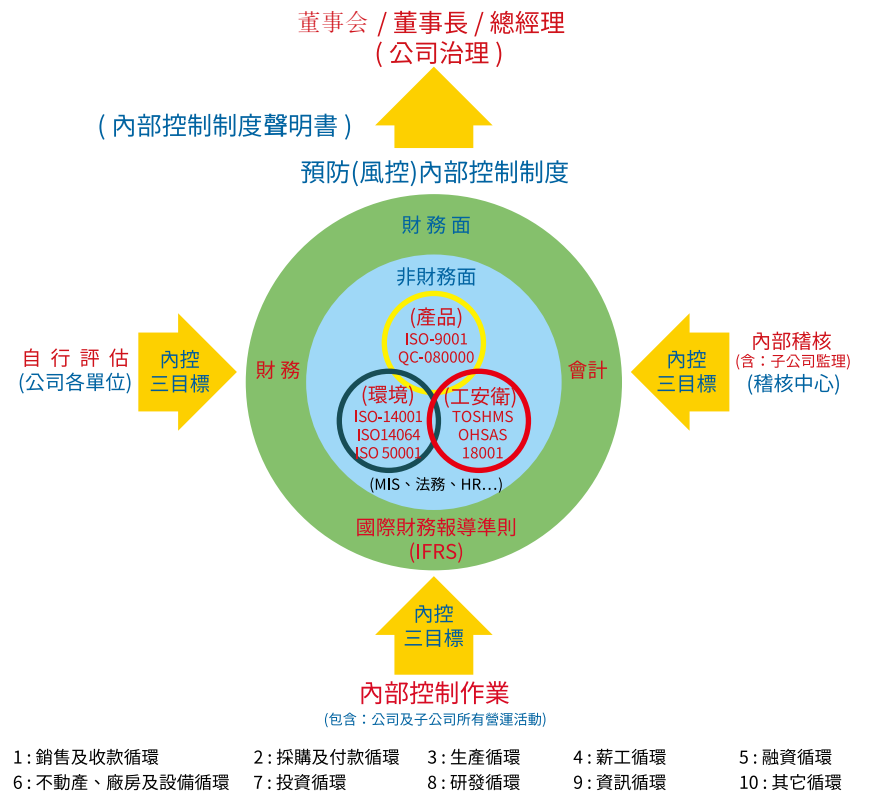 董事会 / 董事長 / 總經理
( 公司治理 )
( 內部控制制度聲明書 )
預防(風控)內部控制制度
財務面
非財務面
(產品)
ISO-9001
QC-080000
自行評估
(公司各單位)
內控
三目標
財務
會計
內控
三目標
內部稽核
(含：子公司監理)
(稽核中心)
(環境)
ISO-14001
ISO14064
ISO 50001
(工安衛)
TOSHMS
OHSAS
18001
(MIS、法務、HR…)
國際財務報導準則
(IFRS)
內控
三目標
內部控制作業
(包含：公司及子公司所有營運活動)
1 : 銷售及收款循環 2 : 採購及付款循環 3 : 生產循環 4 : 薪工循環 5 : 融資循環
6 : 不動產、廠房及設備循環 7 : 投資循環 8 : 研發循環 9 : 資訊循環 10 : 其它循環